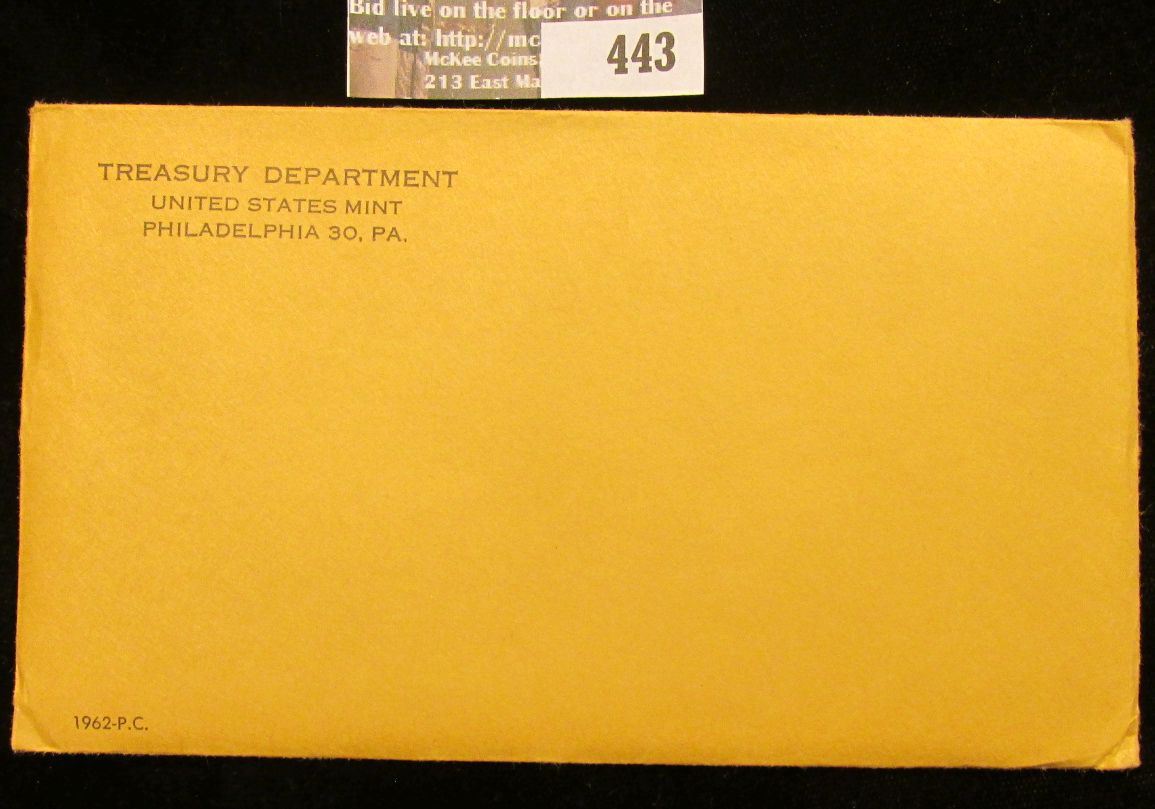 Bid live on the floor or on the
web at: http://mc
McKee Coins
213 East Ma
443
TREASURY DEPARTMENT
UNITED STATES MINT
PHILADELPHIA 30, PA.
1962-P.C.